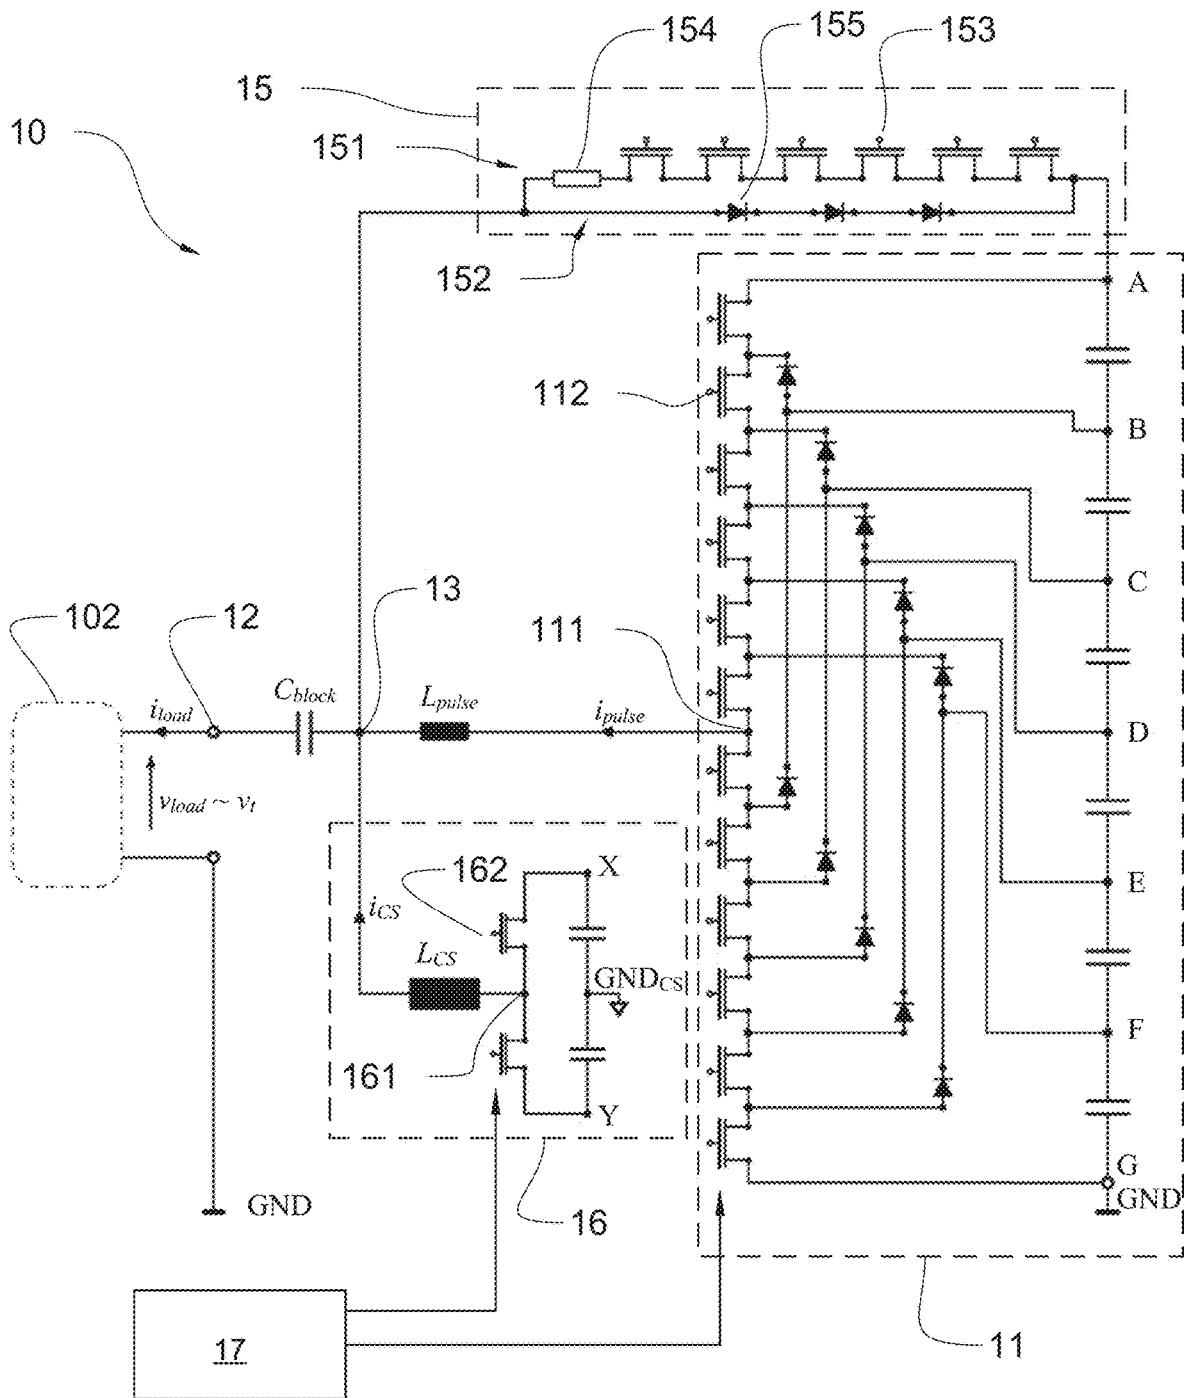 154
155
153
15
10
151
152
A
112
B
13
111
C
102
12
C_block
L_pulse
i_load
i_pulse
D
v_load ~ v_t
162
X
E
i_CS
L_CS
GND_CS
F
161
Y
G
GND
GND
16
17
11